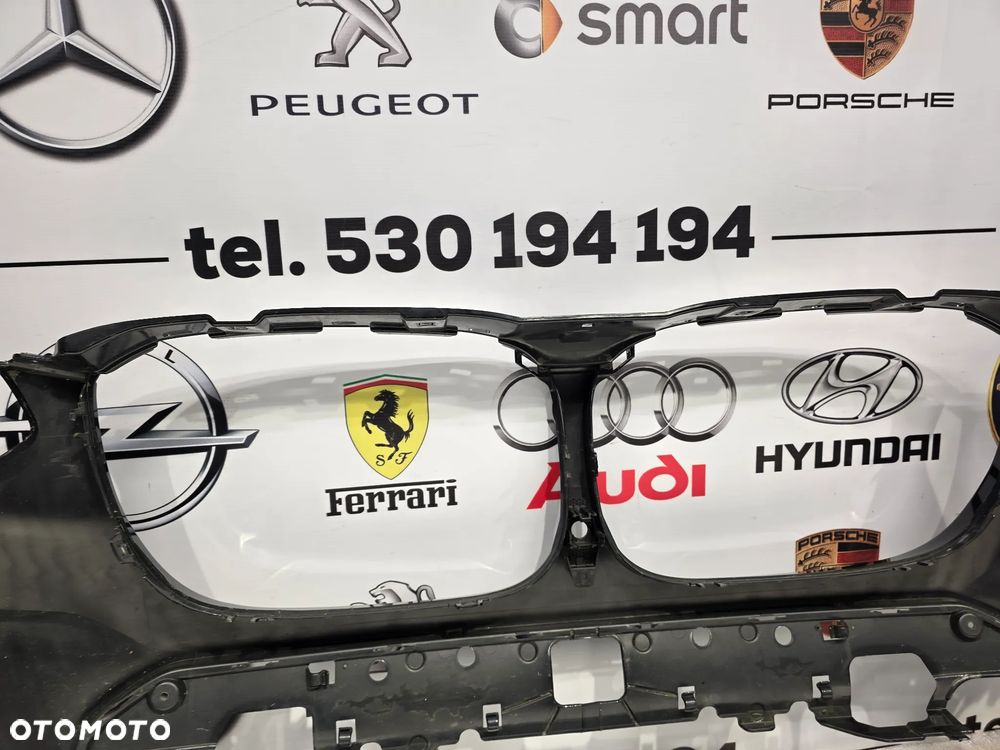 smart
PEUGEOT
PORSCHE
tel. 530 194 194
L
S F
Ferrari
Audi
HYUNDAI
PORSCHE
OTOMOTO